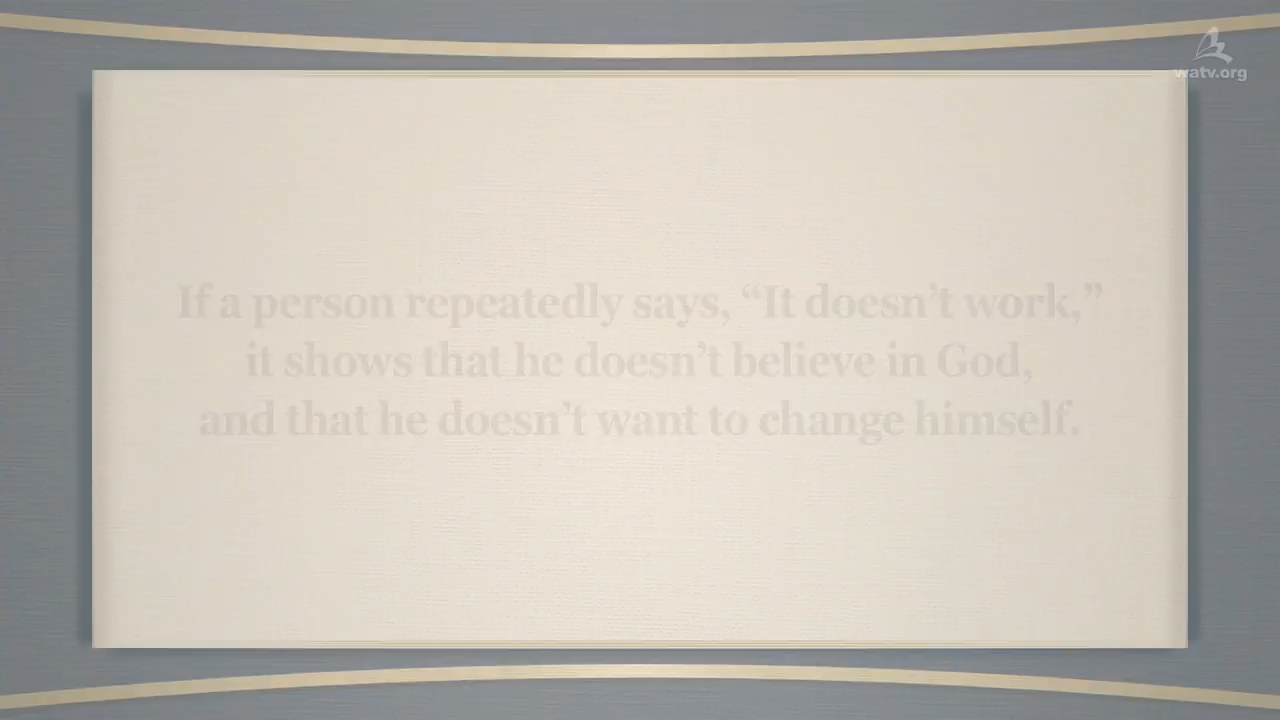 watv.org
If a person repeatedly says, “It doesn’t work,”
it shows that he doesn’t believe in God,
and that he doesn’t want to change himself.